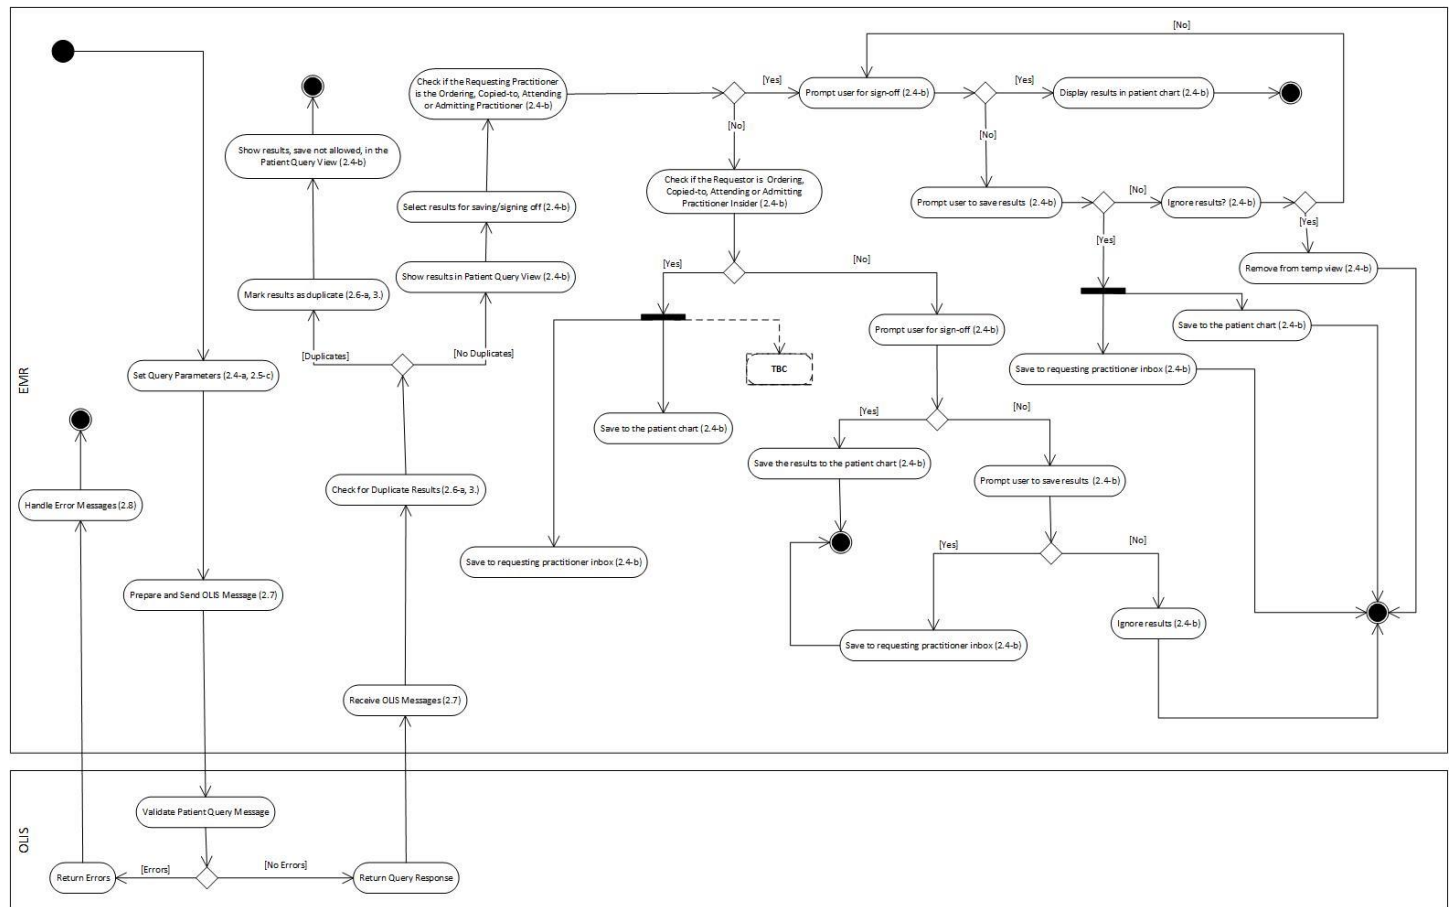 [No]
Check if the Requesting Practitioner
is the Ordering, Copied-to, Attending
or Admitting Practitioner (2.4-b)
[Yes]
Prompt user for sign-off (2.4-b)
[Yes]
Display results in patient chart (2.4-b)
[No]
[No]
Show results, save not allowed, in the
Patient Query View (2.4-b)
Check if the Requestor is Ordering,
Copied-to, Attending or Admitting
Practitioner Insider (2.4-b)
Select results for saving/signing off (2.4-b)
Prompt user to save results (2.4-b)
[No]
Ignore results? (2.4-b)
[Yes]
[Yes]
Show results in Patient Query View (2.4-b)
[Yes]
[No]
Remove from temp view (2.4-b)
Mark results as duplicate (2.6-a, 3.)
Prompt user for sign-off (2.4-b)
Save to the patient chart (2.4-b)
[Duplicates]
[No Duplicates]
TBC
Save to requesting practitioner inbox (2.4-b)
EMR
Set Query Parameters (2.4-a, 2.5-c)
[Yes]
[No]
Save to the patient chart (2.4-b)
Save the results to the patient chart (2.4-b)
Prompt user to save results (2.4-b)
Check for Duplicate Results (2.6-a, 3.)
Handle Error Messages (2.8)
[Yes]
[No]
Save to requesting practitioner inbox (2.4-b)
Prepare and Send OLIS Message (2.7)
Ignore results (2.4-b)
Save to requesting practitioner inbox (2.4-b)
Receive OLIS Messages (2.7)
OLIS
Validate Patient Query Message
[Errors]
[No Errors]
Return Errors
Return Query Response